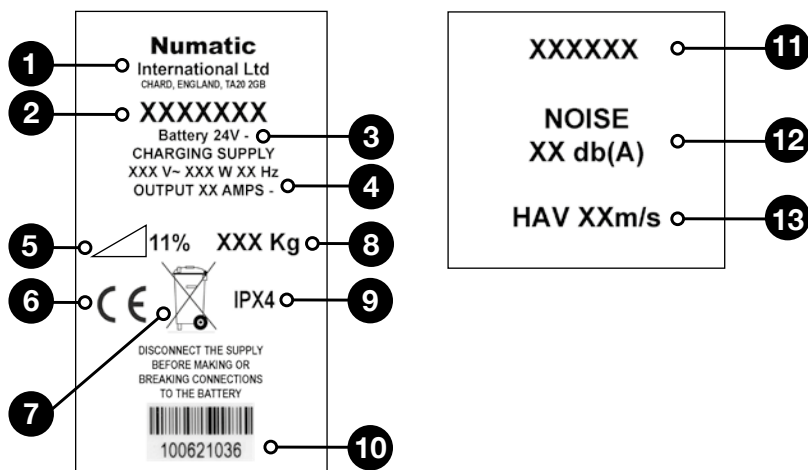 Numatic
International Ltd
CHARD, ENGLAND, TA20 2GB
XXXXXXX
Battery 24V -
CHARGING SUPPLY
XXX V~ XXX W XX Hz
OUTPUT XX AMPS -
11% XXX Kg
CE IPX4
DISCONNECT THE SUPPLY
BEFORE MAKING OR
BREAKING CONNECTIONS
TO THE BATTERY
100621036
1
2
3
4
5
8
6
9
7
10
XXXXXX
NOISE
XX db(A)
HAV XXm/s
11
12
13